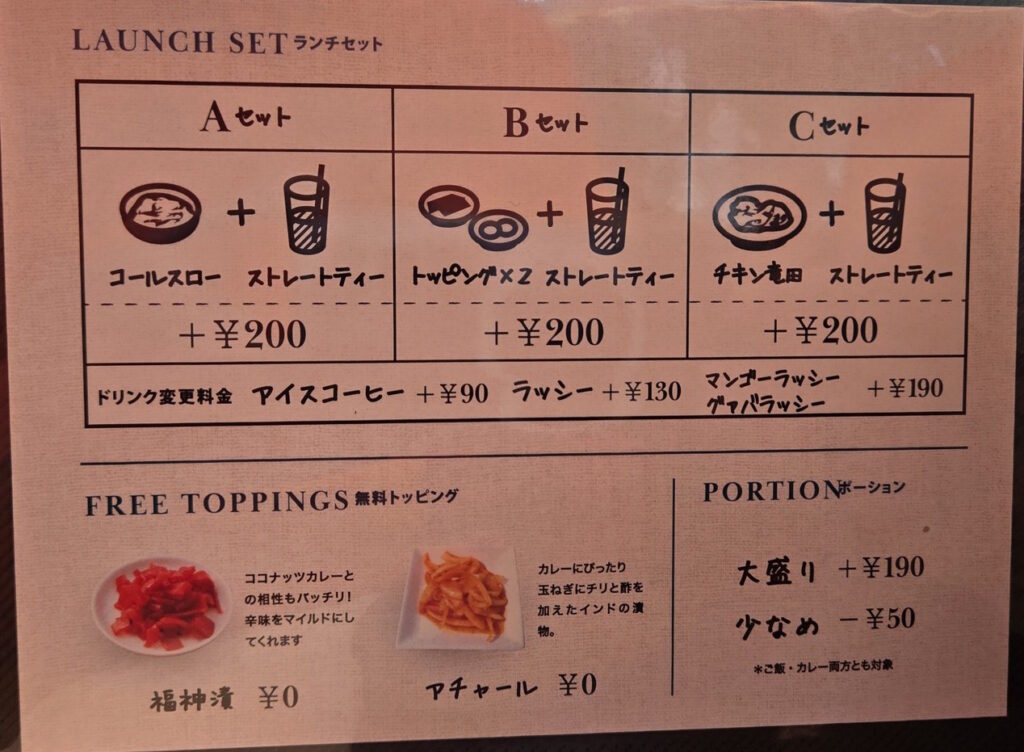 LAUNCH SET ランチセット
Aセット
Bセット
Cセット
+
コールスロー ストレートティー
+¥200
+
トッピング×2 ストレートティー
+¥200
+
チキン竜田 ストレートティー
+¥200
ドリンク変更料金 アイスコーヒー +¥90 ラッシー +¥130 マンゴーラッシー
グァバラッシー +¥190
FREE TOPPINGS 無料トッピング
ココナッツカレーと
の相性もバッチリ!
辛味をマイルドにし
てくれます
福神漬 ¥0
カレーにぴったり
玉ねぎにチリと酢を
加えたインドの漬
物。
アチャール ¥0
PORTION ポーション
大盛り +¥190
少なめ -¥50
*ご飯・カレー両方とも対象